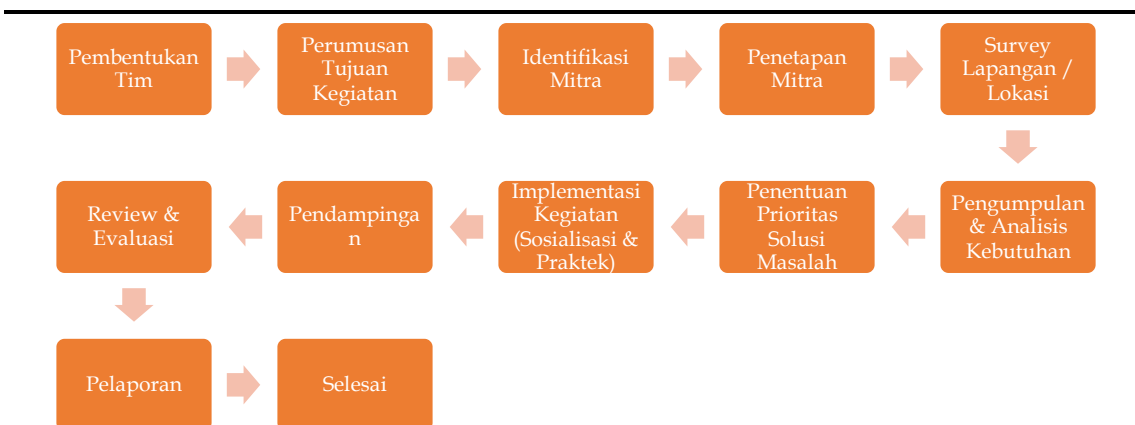 Pembentukan
Tim
Perumusan
Tujuan
Kegiatan
Identifikasi
Mitra
Penetapan
Mitra
Survey
Lapangan /
Lokasi
Pengumpulan
& Analisis
Kebutuhan
Penentuan
Prioritas
Solusi
Masalah
Implementasi
Kegiatan
(Sosialisasi &
Praktek)
Pendampinga
n
Review &
Evaluasi
Pelaporan
Selesai